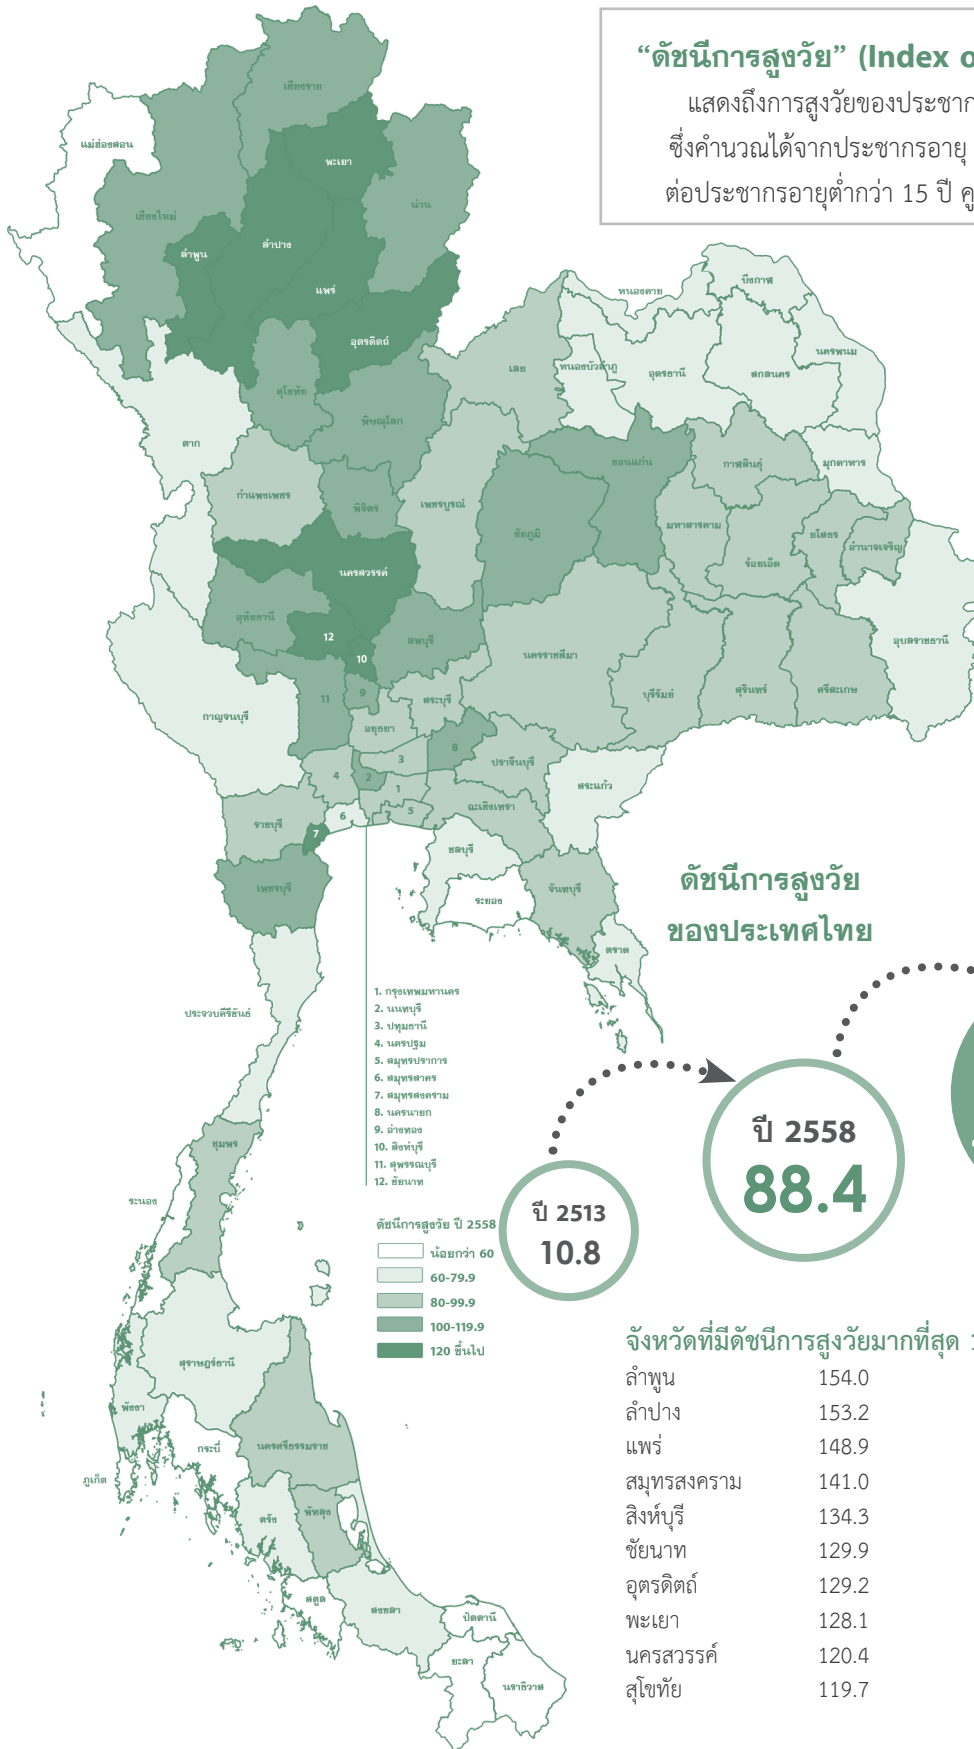 “ดัชนีการสูงวัย” (Index o
แสดงถึงการสูงวัยของประชาก
ซึ่งคำนวณได้จากประชากรอายุ
ต่อประชากรอายุต่ำกว่า 15 ปี คู
เชียงราย
แม่ฮ่องสอน
พะเยา
เชียงใหม่
น่าน
ลำพูน
ลำปาง
แพร่
อุตรดิตถ์
สุโขทัย
พิษณุโลก
ตาก
กำแพงเพชร
พิจิตร
เพชรบูรณ์
เลย
หนองคาย
บึงกาฬ
หนองบัวลำภู
อุดรธานี
สกลนคร
นครพนม
ขอนแก่น
กาฬสินธุ์
มุกดาหาร
ชัยภูมิ
มหาสารคาม
ร้อยเอ็ด
ยโสธร
อำนาจเจริญ
นครสวรรค์
อุทัยธานี
12
10
ลพบุรี
นครราชสีมา
บุรีรัมย์
สุรินทร์
ศรีสะเกษ
อุบลราชธานี
กาญจนบุรี
11
9
สระบุรี
อยุธยา
8
3
ปราจีนบุรี
4
2
1
สระแก้ว
ฉะเชิงเทรา
5
6
7
ราชบุรี
ชลบุรี
เพชรบุรี
ระยอง
จันทบุรี
ตราด
ประจวบคีรีขันธ์
ดัชนีการสูงวัย
ของประเทศไทย
1. กรุงเทพมหานคร
2. นนทบุรี
3. ปทุมธานี
4. นครปฐม
5. สมุทรปราการ
6. สมุทรสาคร
7. สมุทรสงคราม
8. นครนายก
9. อ่างทอง
10. สิงห์บุรี
11. สุพรรณบุรี
12. ชัยนาท
ปี 2513
10.8
ปี 2558
88.4
ดัชนีการสูงวัย ปี 2558
น้อยกว่า 60
60-79.9
80-99.9
100-119.9
120 ขึ้นไป
ชุมพร
ระนอง
สุราษฎร์ธานี
พังงา
ภูเก็ต
กระบี่
นครศรีธรรมราช
ตรัง
พัทลุง
สตูล
สงขลา
ปัตตานี
ยะลา
นราธิวาส
จังหวัดที่มีดัชนีการสูงวัยมากที่สุด 1
ลำพูน 154.0
ลำปาง 153.2
แพร่ 148.9
สมุทรสงคราม 141.0
สิงห์บุรี 134.3
ชัยนาท 129.9
อุตรดิตถ์ 129.2
พะเยา 128.1
นครสวรรค์ 120.4
สุโขทัย 119.7